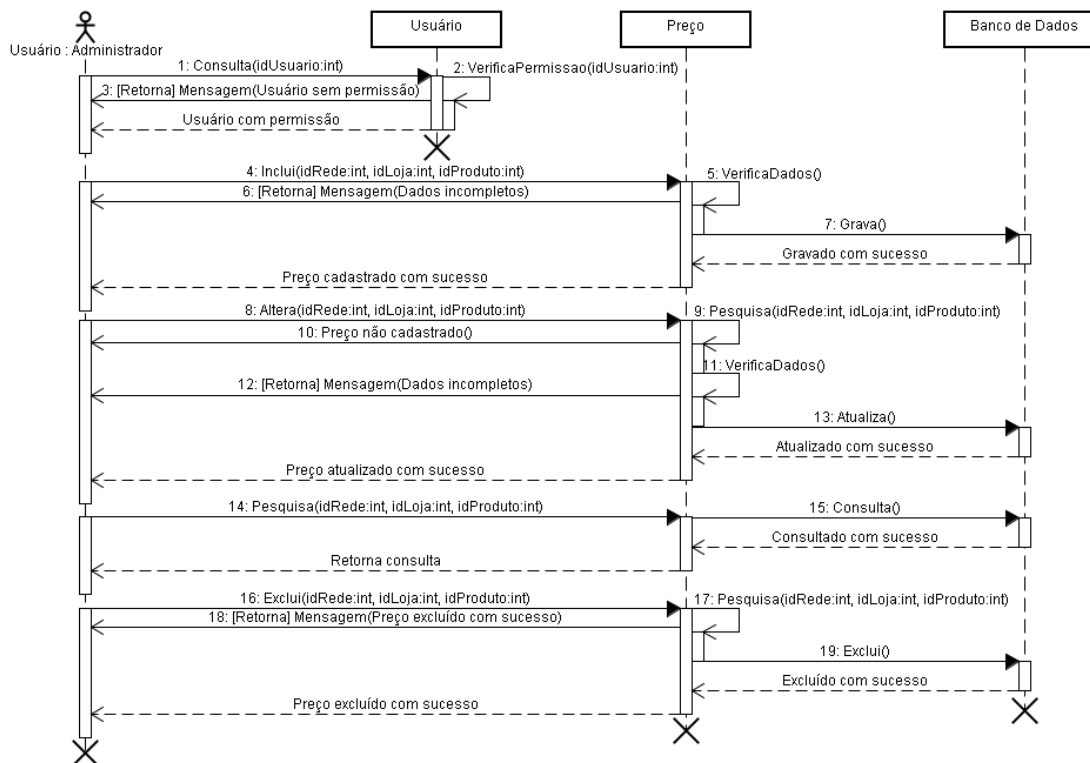 Usuário
Preço
Banco de Dados
Usuário : Administrador
1: Consulta(idUsuario:int)
2: VerificaPermissao(idUsuario:int)
3: [Retorna] Mensagem(Usuário sem permissão)
Usuário com permissão
4: Inclui(idRede:int, idLoja:int, idProduto:int)
5: VerificaDados()
6: [Retorna] Mensagem(Dados incompletos)
7: Grava()
Gravado com sucesso
Preço cadastrado com sucesso
8: Altera(idRede:int, idLoja:int, idProduto:int)
9: Pesquisa(idRede:int, idLoja:int, idProduto:int)
10: Preço não cadastrado()
11: VerificaDados()
12: [Retorna] Mensagem(Dados incompletos)
13: Atualiza()
Atualizado com sucesso
Preço atualizado com sucesso
14: Pesquisa(idRede:int, idLoja:int, idProduto:int)
15: Consulta()
Consultado com sucesso
Retorna consulta
16: Exclui(idRede:int, idLoja:int, idProduto:int)
17: Pesquisa(idRede:int, idLoja:int, idProduto:int)
18: [Retorna] Mensagem(Preço excluído com sucesso)
19: Exclui()
Excluído com sucesso
Preço excluído com sucesso